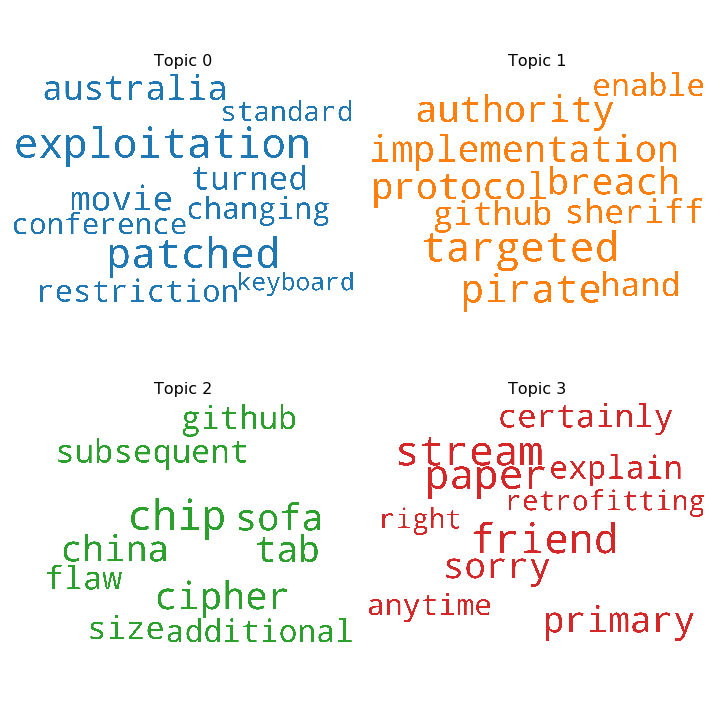 Topic 0
australia
standard
exploitation
turned
movie
changing
conference
patched
restriction
keyboard
Topic 1
enable
authority
implementation
protocol
breach
github
sheriff
targeted
pirate
hand
Topic 2
github
subsequent
chip
sofa
china
tab
flaw
cipher
size
additional
Topic 3
certainly
stream
paper
explain
retrofitting
right
friend
sorry
anytime
primary